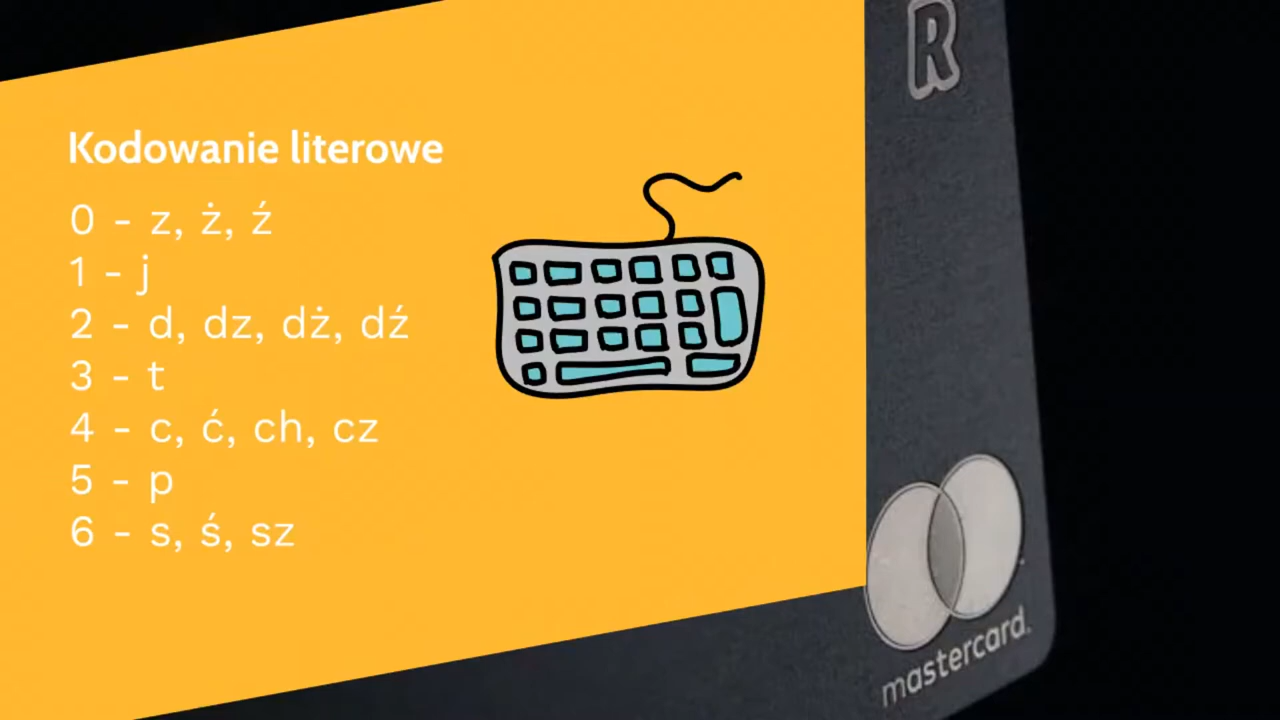 Kodowanie literowe
0 - z, ż, ź
1 - j
2 - d, dz, dż, dź
3 - t
4 - c, ć, ch, cz
5 - p
6 - s, ś, sz
R
mastercard.